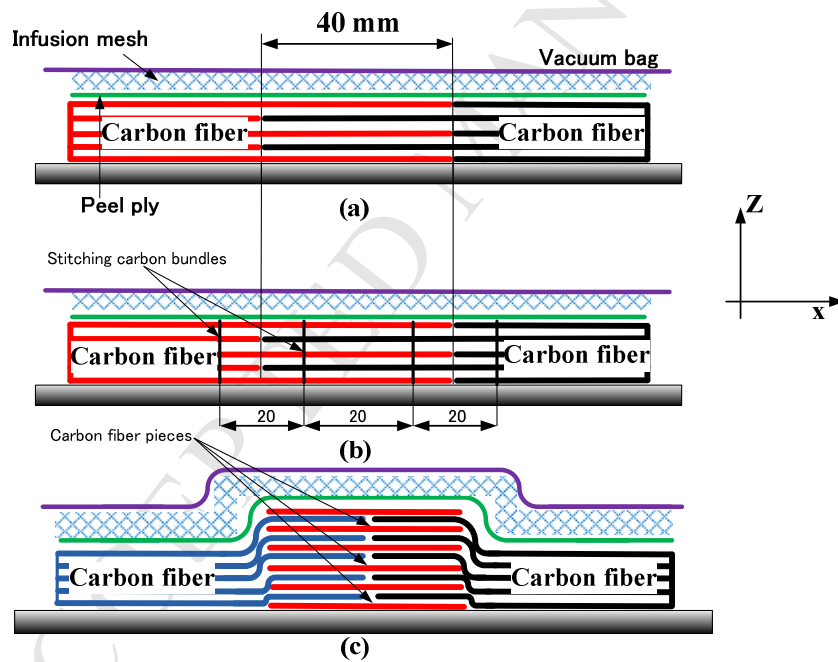 40 mm
Infusion mesh
Vacuum bag
Carbon fiber
Carbon fiber
Peel ply
(a)
Z
x
Stitching carbon bundles
Carbon fiber
Carbon fiber
20
20
20
Carbon fiber pieces
(b)
Carbon fiber
Carbon fiber
(c)